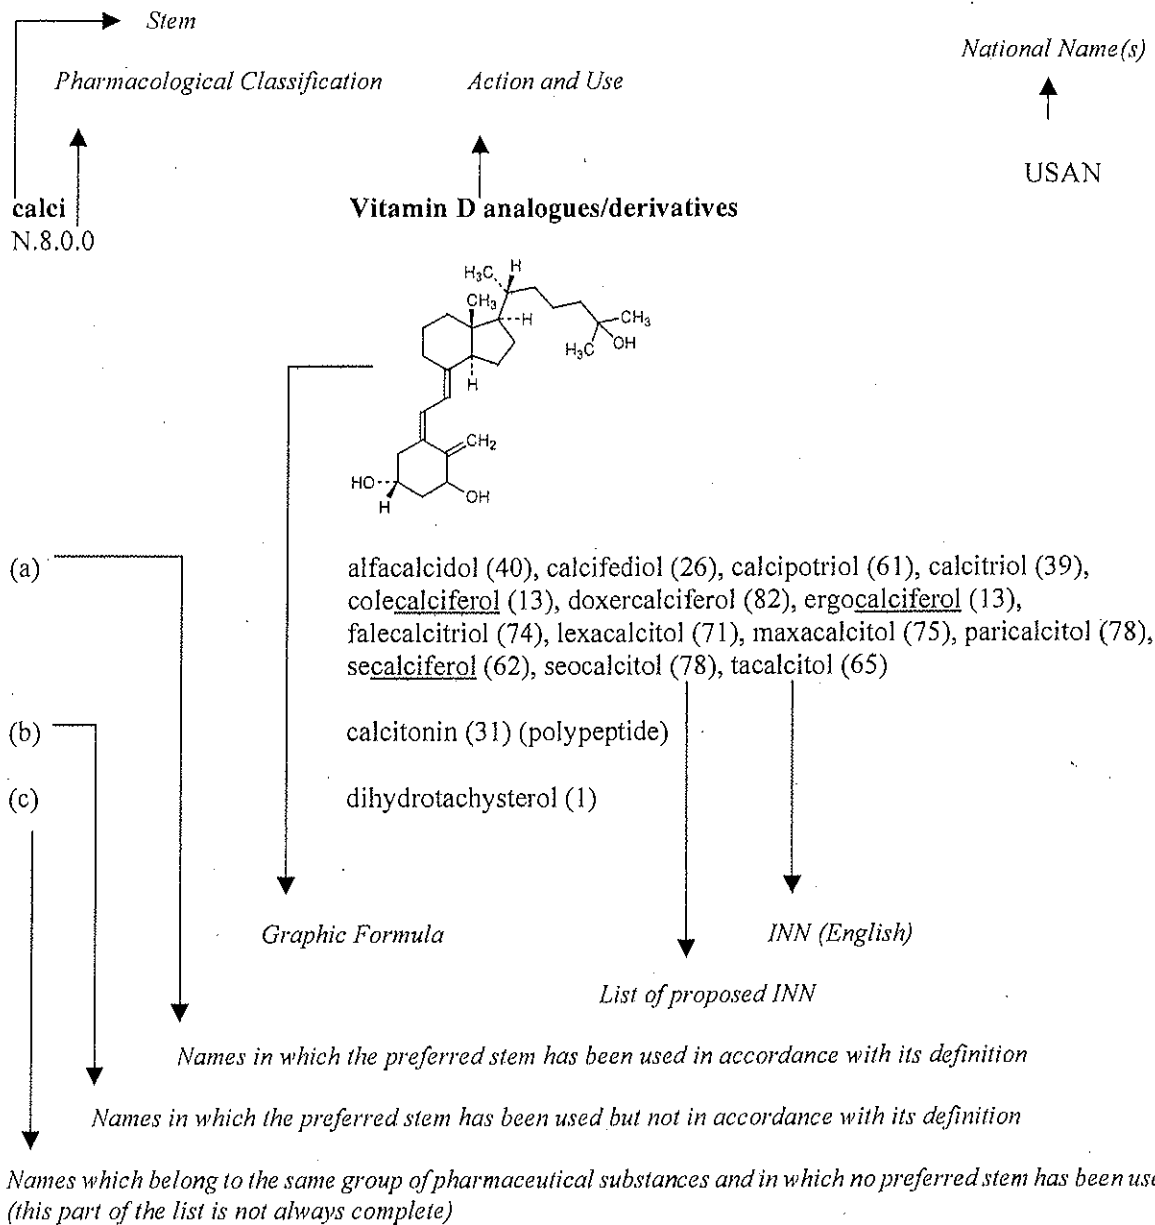 Stem
National Name(s)
Pharmacological Classification Action and Use
USAN
calci Vitamin D analogues/derivatives
N.8.0.0
H₃C H
CH₃
H
CH₃
H₃C OH
H
CH₂
HO
OH
H
(a) alfacalcidol (40), calcifediol (26), calcipotriol (61), calcitriol (39),
colecalciferol (13), doxercalciferol (82), ergocalciferol (13),
falecalcitriol (74), lexacalcitol (71), maxacalcitol (75), paricalcitol (78),
secalciferol (62), seocalcitol (78), tacalcitol (65)
(b) calcitonin (31) (polypeptide)
(c) dihydrotachysterol (1)
Graphic Formula INN (English)
List of proposed INN
Names in which the preferred stem has been used in accordance with its definition
Names in which the preferred stem has been used but not in accordance with its definition
Names which belong to the same group of pharmaceutical substances and in which no preferred stem has been use
(this part of the list is not always complete)